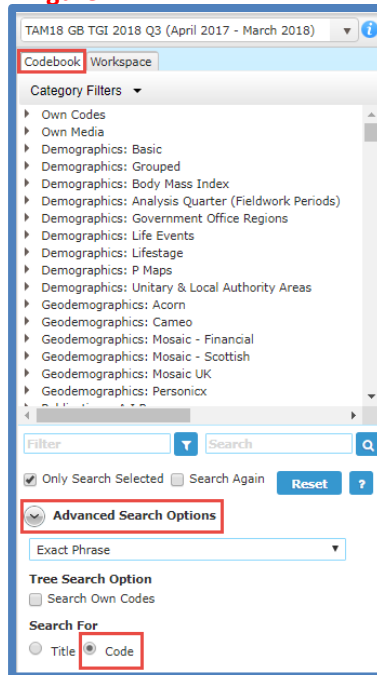 TAM18 GB TGI 2018 Q3 (April 2017 - March 2018)
Codebook Workspace
Category Filters
Own Codes
Own Media
Demographics: Basic
Demographics: Grouped
Demographics: Body Mass Index
Demographics: Analysis Quarter (Fieldwork Periods)
Demographics: Government Office Regions
Demographics: Life Events
Demographics: Lifestage
Demographics: P Maps
Demographics: Unitary & Local Authority Areas
Geodemographics: Acorn
Geodemographics: Cameo
Geodemographics: Mosaic - Financial
Geodemographics: Mosaic - Scottish
Geodemographics: Mosaic UK
Geodemographics: Personicx
Filter Search
Only Search Selected Search Again Reset ?
Advanced Search Options
Exact Phrase
Tree Search Option
Search Own Codes
Search For
Title Code